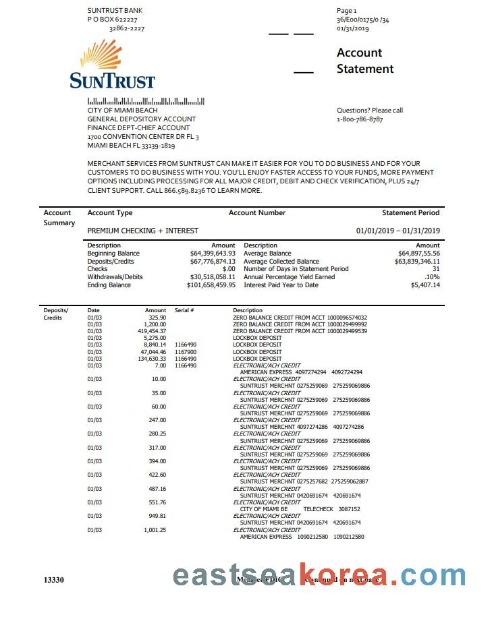 SUNTRUST BANK
P O BOX 622227
32862-2227
Page 1
36/E00/0175/0 /34
01/31/2019
Account
Statement
SUNTRUST
CITY OF MIAMI BEACH
GENERAL DEPOSITORY ACCOUNT
FINANCE DEPT-CHIEF ACCOUNT
1700 CONVENTION CENTER DR FL 3
MIAMI BEACH FL 33139-1819
Questions? Please call
1-800-786-8787
MERCHANT SERVICES FROM SUNTRUST CAN MAKE IT EASIER FOR YOU TO DO BUSINESS AND FOR YOUR
CUSTOMERS TO DO BUSINESS WITH YOU. YOU'LL ENJOY FASTER ACCESS TO YOUR FUNDS, MORE PAYMENT
OPTIONS INCLUDING PROCESSING FOR ALL MAJOR CREDIT, DEBIT AND CHECK VERIFICATION, PLUS 24/7
CLIENT SUPPORT. CALL 866.589.8236 TO LEARN MORE.
Account Summary
Account Type Account Number Statement Period
PREMIUM CHECKING + INTEREST 01/01/2019 – 01/31/2019
Description Amount Description Amount
Beginning Balance $64,399,643.93 Average Balance $64,897,55.56
Deposits/Credits $67,776,874.13 Average Collected Balance $63,839,346.11
Checks $.00 Number of Days in Statement Period 31
Withdrawals/Debits $30,518,058.11 Annual Percentage Yield Earned .10%
Ending Balance $101,658,459.95 Interest Paid Year to Date $5,407.14
Deposits/ Credits
Date Amount Serial # Description
01/03 325.90 ZERO BALANCE CREDIT FROM ACCT 1000096574032
01/03 1,200.00 ZERO BALANCE CREDIT FROM ACCT 1000029499992
01/03 419,454.37 ZERO BALANCE CREDIT FROM ACCT 1000029499539
01/03 5,275.00 LOCKBOX DEPOSIT
01/03 8,840.14 1166490 LOCKBOX DEPOSIT
01/03 47,044.46 1167900 LOCKBOX DEPOSIT
01/03 134,630.33 1166490 LOCKBOX DEPOSIT
01/03 7.00 1166490 ELECTRONIC/ACH CREDIT
AMERICAN EXPRESS 4097274294 4092724294
01/03 10.00 ELECTRONIC/ACH CREDIT
SUNTRUST MERCHNT 0275259069 275259069886
01/03 35.00 ELECTRONIC/ACH CREDIT
SUNTRUST MERCHNT 0275259069 275259069886
01/03 60.00 ELECTRONIC/ACH CREDIT
SUNTRUST MERCHNT 0275259069 275259069886
01/03 247.00 ELECTRONIC/ACH CREDIT
SUNTRUST MERCHNT 4097274286 4097274286
01/03 280.25 ELECTRONIC/ACH CREDIT
SUNTRUST MERCHNT 0275259069 275259069886
01/03 317.00 ELECTRONIC/ACH CREDIT
SUNTRUST MERCHNT 0275259069 275259069886
01/03 394.00 ELECTRONIC/ACH CREDIT
SUNTRUST MERCHNT 0275259069 275259069886
01/03 422.60 ELECTRONIC/ACH CREDIT
SUNTRUST MERCHNT 0275257682 275259062887
01/03 487.16 ELECTRONIC/ACH CREDIT
SUNTRUST MERCHNT 0420691674 420691674
01/03 551.76 ELECTRONIC/ACH CREDIT
CITY OF MIAMI BE TELECHECK 3087152
01/03 949.81 ELECTRONIC/ACH CREDIT
SUNTRUST MERCHNT 0420691674 420691674
01/03 1,001.25 ELECTRONIC/ACH CREDIT
AMERICAN EXPRESS 1090212580 1090212580
13330
eastseakorea.com